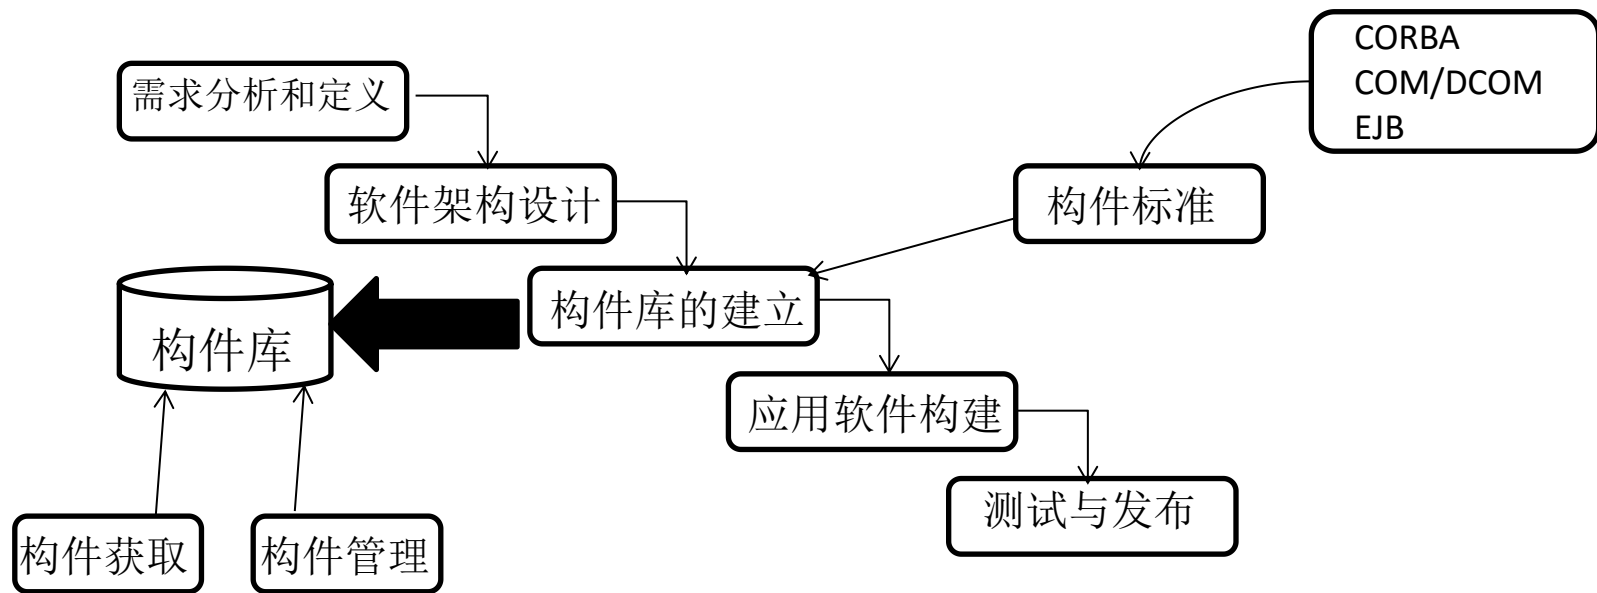 CORBA
COM/DCOM
EJB
需求分析和定义
软件架构设计
构件标准
构件库的建立
构件库
应用软件构建
测试与发布
构件获取
构件管理